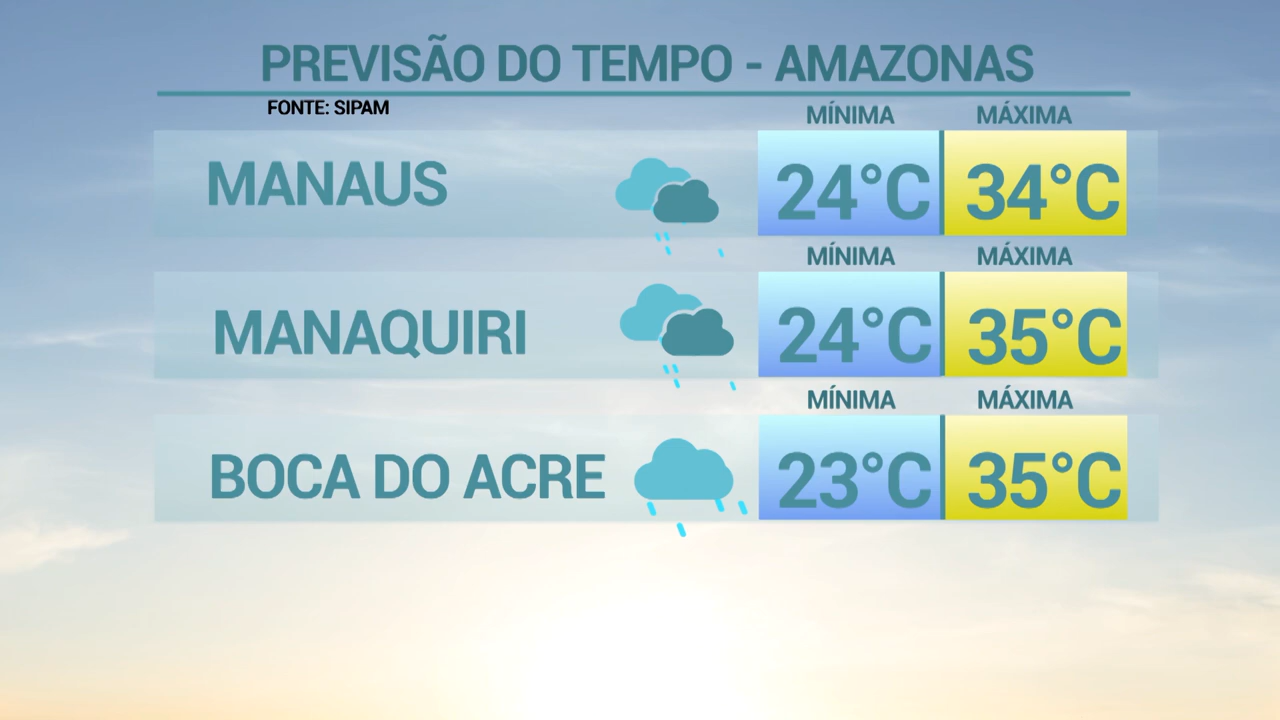 PREVISÃO DO TEMPO - AMAZONAS
FONTE: SIPAM
MÍNIMA MÁXIMA
MANAUS 24°C 34°C
MÍNIMA MÁXIMA
MANAQUIRI 24°C 35°C
MÍNIMA MÁXIMA
BOCA DO ACRE 23°C 35°C